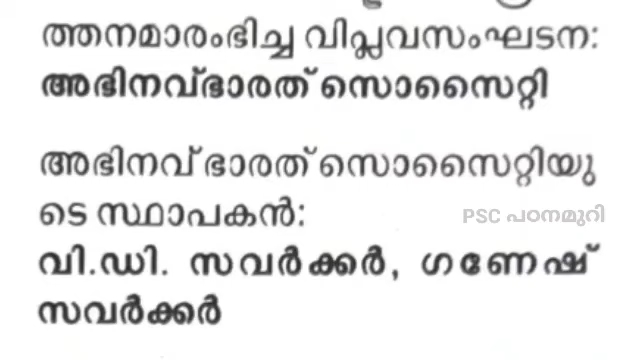 ത്തനമാരംഭിച്ച വിപ്ലവസംഘടന:
അഭിനവ്ഭാരത് സൊസൈറ്റി
അഭിനവ് ഭാരത് സൊസൈറ്റിയു
ടെ സ്ഥാപകൻ:
PSC പഠനമുറി
വി.ഡി. സവർക്കർ, ഗണേഷ്
സവർക്കർ